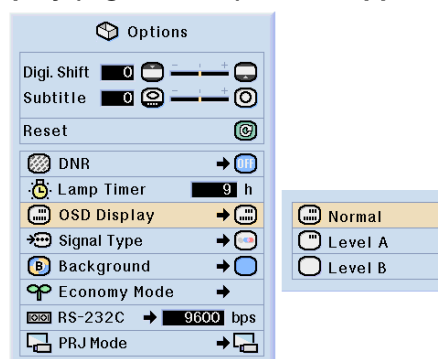 Options
Digi. Shift 0 - +
Subtitle 0 - +
Reset
DNR OFF
Lamp Timer 9 h
OSD Display
Signal Type
B Background
Economy Mode
RS-232C 9600 bps
PRJ Mode
Normal
Level A
Level B